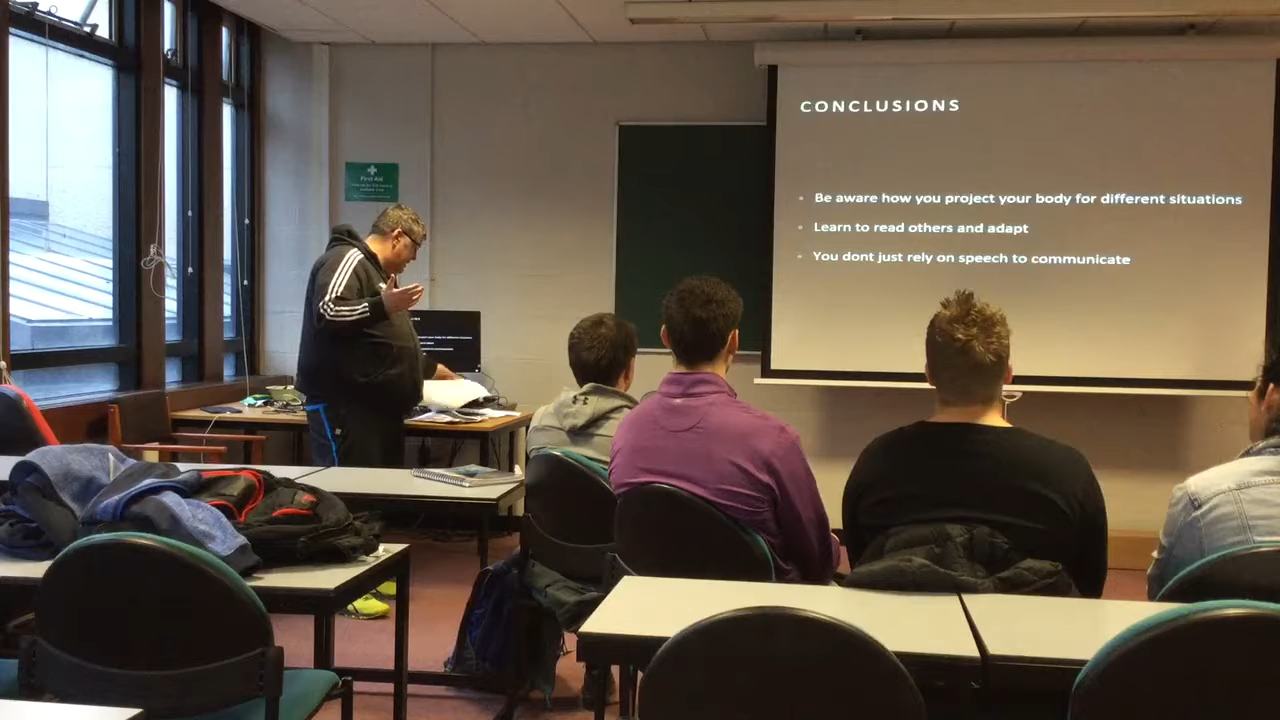 CONCLUSIONS
Be aware how you project your body for different situations
Learn to read others and adapt
You dont just rely on speech to communicate
First Aid